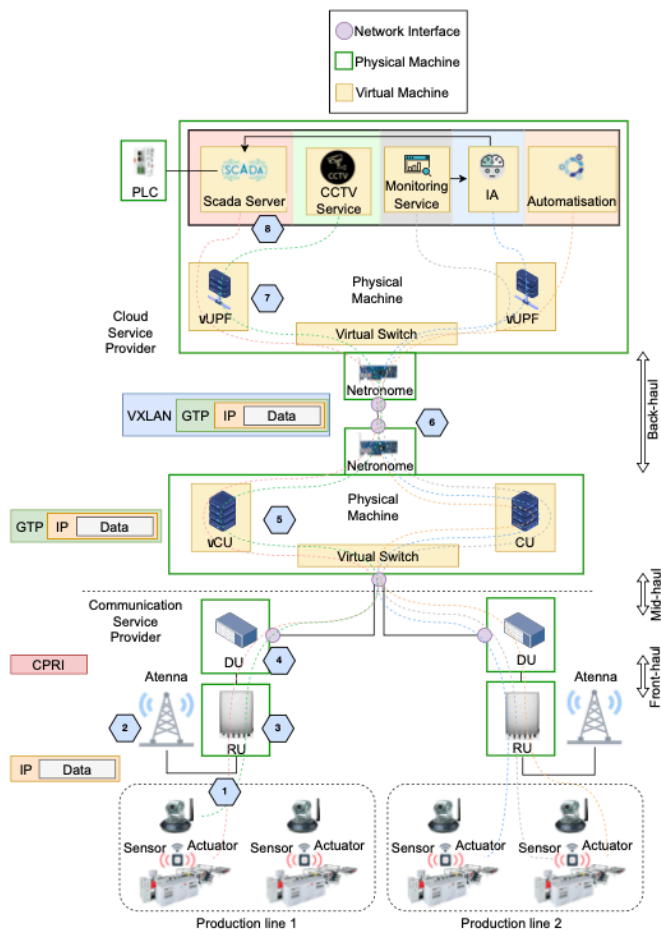 Network Interface
Physical Machine
Virtual Machine
PLC
SCADA
Scada Server
CCTV
CCTV
Service
Monitoring
Service
IA
Automatisation
8
vUPF
7
Physical
Machine
vUPF
Cloud
Service
Provider
Virtual Switch
Netronome
VXLAN
GTP
IP
Data
6
Back-haul
Netronome
GTP
IP
Data
vCU
5
Physical
Machine
CU
Virtual Switch
Mid-haul
Communication
Service
Provider
DU
4
DU
CPRI
Front-haul
Atenna
2
RU
3
RU
Atenna
IP
Data
1
Sensor
Actuator
Sensor
Actuator
Sensor
Actuator
Sensor
Actuator
Production line 1
Production line 2